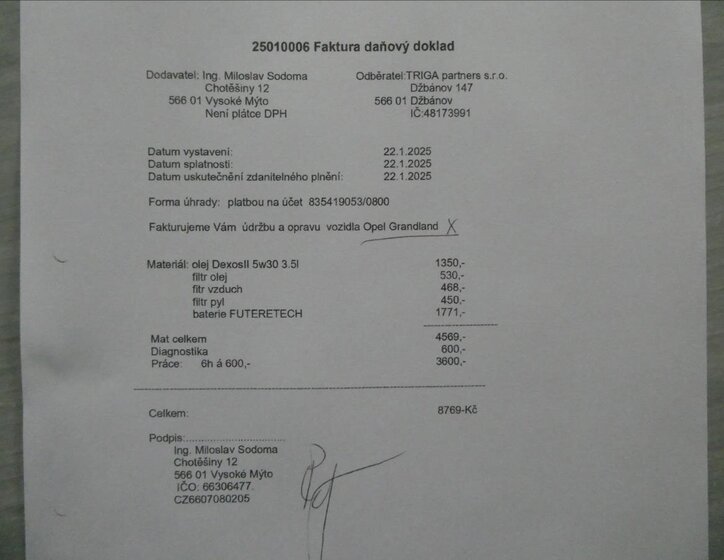 25010006 Faktura daňový doklad
Dodavatel: Ing. Miloslav Sodoma Odběratel:TRIGA partners s.r.o.
Chotěšiny 12 Džbánov 147
566 01 Vysoké Mýto 566 01 Džbánov
Není plátce DPH IČ:48173991
Datum vystavení: 22.1.2025
Datum splatnosti: 22.1.2025
Datum uskutečnění zdanitelného plnění: 22.1.2025
Forma úhrady: platbou na účet 835419053/0800
Fakturujeme Vám údržbu a opravu vozidla Opel Grandland X
Materiál: olej DexosII 5w30 3.5l 1350,-
filtr olej 530,-
fitr vzduch 468,-
filtr pyl 450,-
baterie FUTERETECH 1771,-
Mat celkem 4569,-
Diagnostika 600,-
Práce: 6h á 600,- 3600,-
Celkem: 8769-Kč
Podpis:.................................
Ing. Miloslav Sodoma
Chotěšiny 12
566 01 Vysoké Mýto
IČO: 66306477.
CZ6607080205